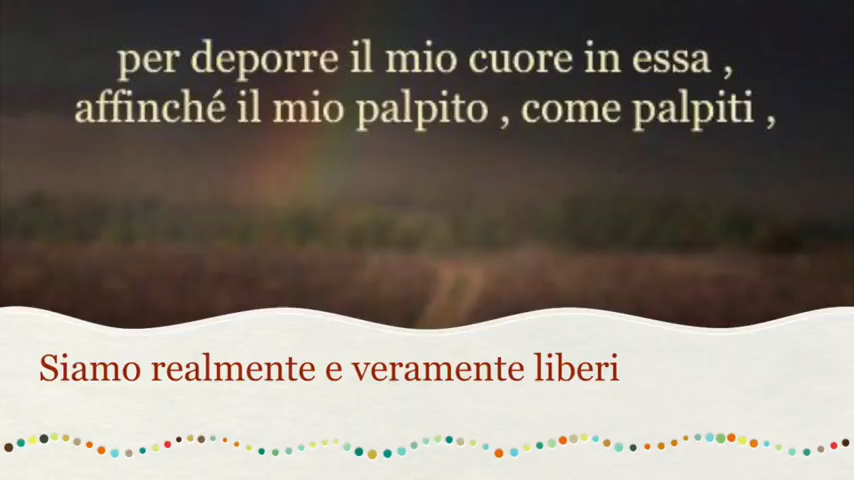 per deporre il mio cuore in essa ,
affinché il mio palpito , come palpiti ,
Siamo realmente e veramente liberi